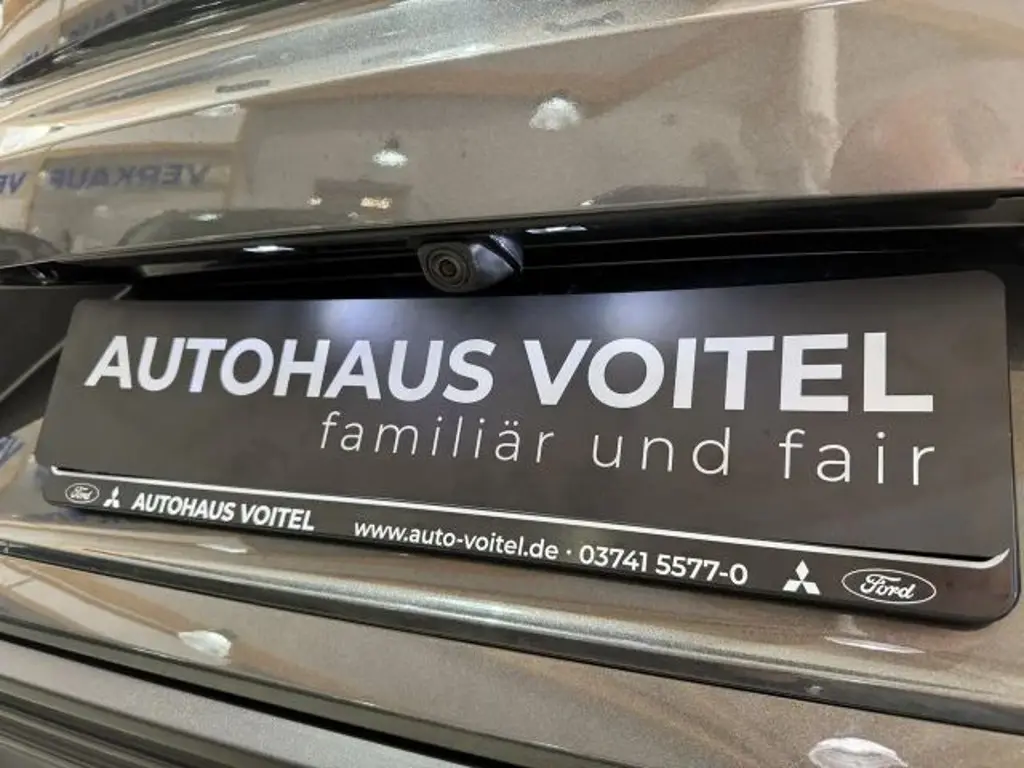 VERKAUF
AUTOHAUS VOITEL
familiär und fair
Ford AUTOHAUS VOITEL www.auto-voitel.de · 03741 5577-0 Ford